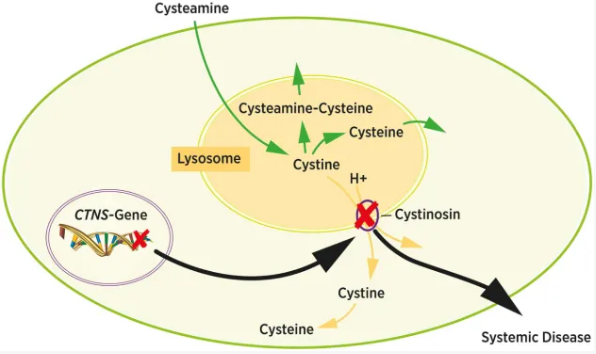 Cysteamine
Cysteamine-Cysteine
Cysteine
Lysosome
Cystine
H+
CTNS-Gene
Cystinosin
Cystine
Cysteine
Systemic Disease